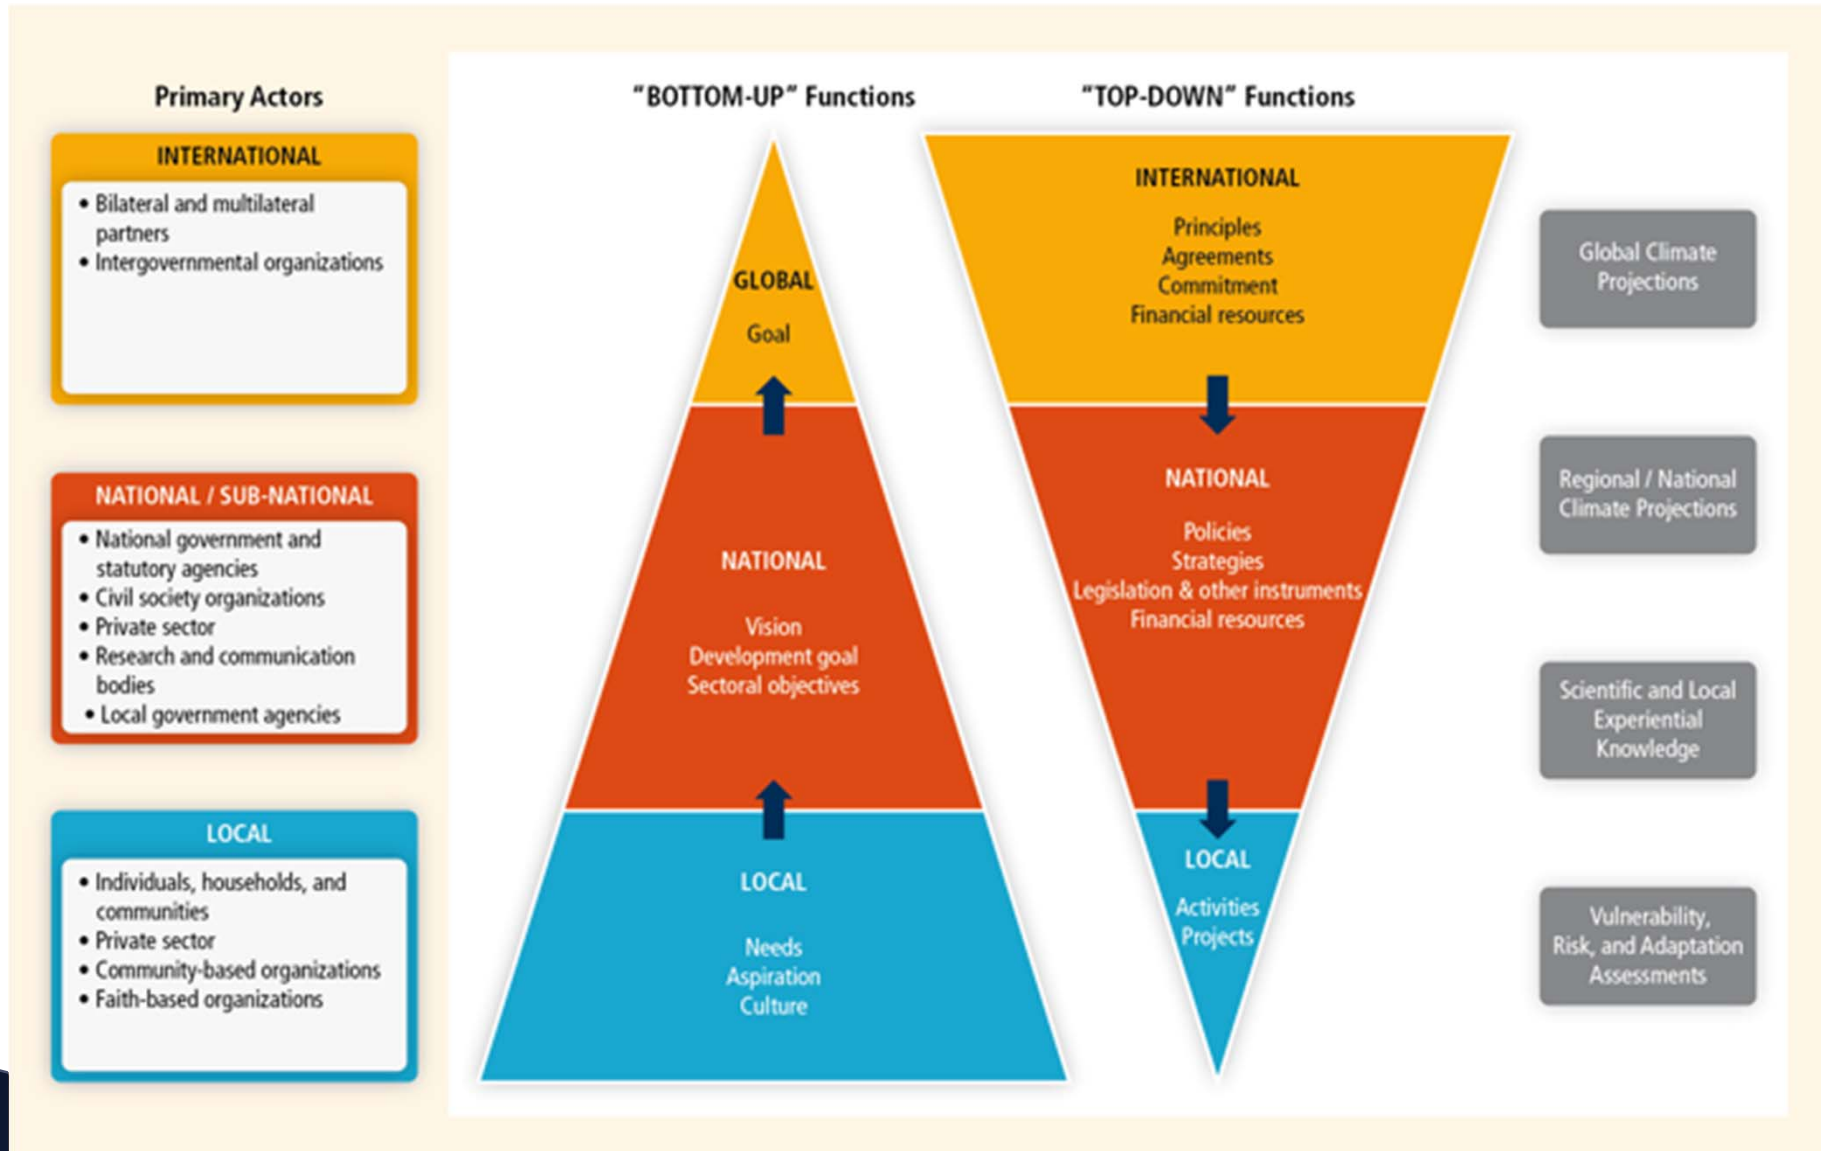 Primary Actors
INTERNATIONAL
• Bilateral and multilateral
partners
• Intergovernmental organizations
NATIONAL / SUB-NATIONAL
• National government and
statutory agencies
• Civil society organizations
• Private sector
• Research and communication
bodies
• Local government agencies
LOCAL
• Individuals, households, and
communities
• Private sector
• Community-based organizations
• Faith-based organizations
“BOTTOM-UP” Functions
GLOBAL
Goal
NATIONAL
Vision
Development goal
Sectoral objectives
LOCAL
Needs
Aspiration
Culture
“TOP-DOWN” Functions
INTERNATIONAL
Principles
Agreements
Commitment
Financial resources
NATIONAL
Policies
Strategies
Legislation & other instruments
Financial resources
LOCAL
Activities
Projects
Global Climate
Projections
Regional / National
Climate Projections
Scientific and Local
Experiential
Knowledge
Vulnerability,
Risk, and Adaptation
Assessments